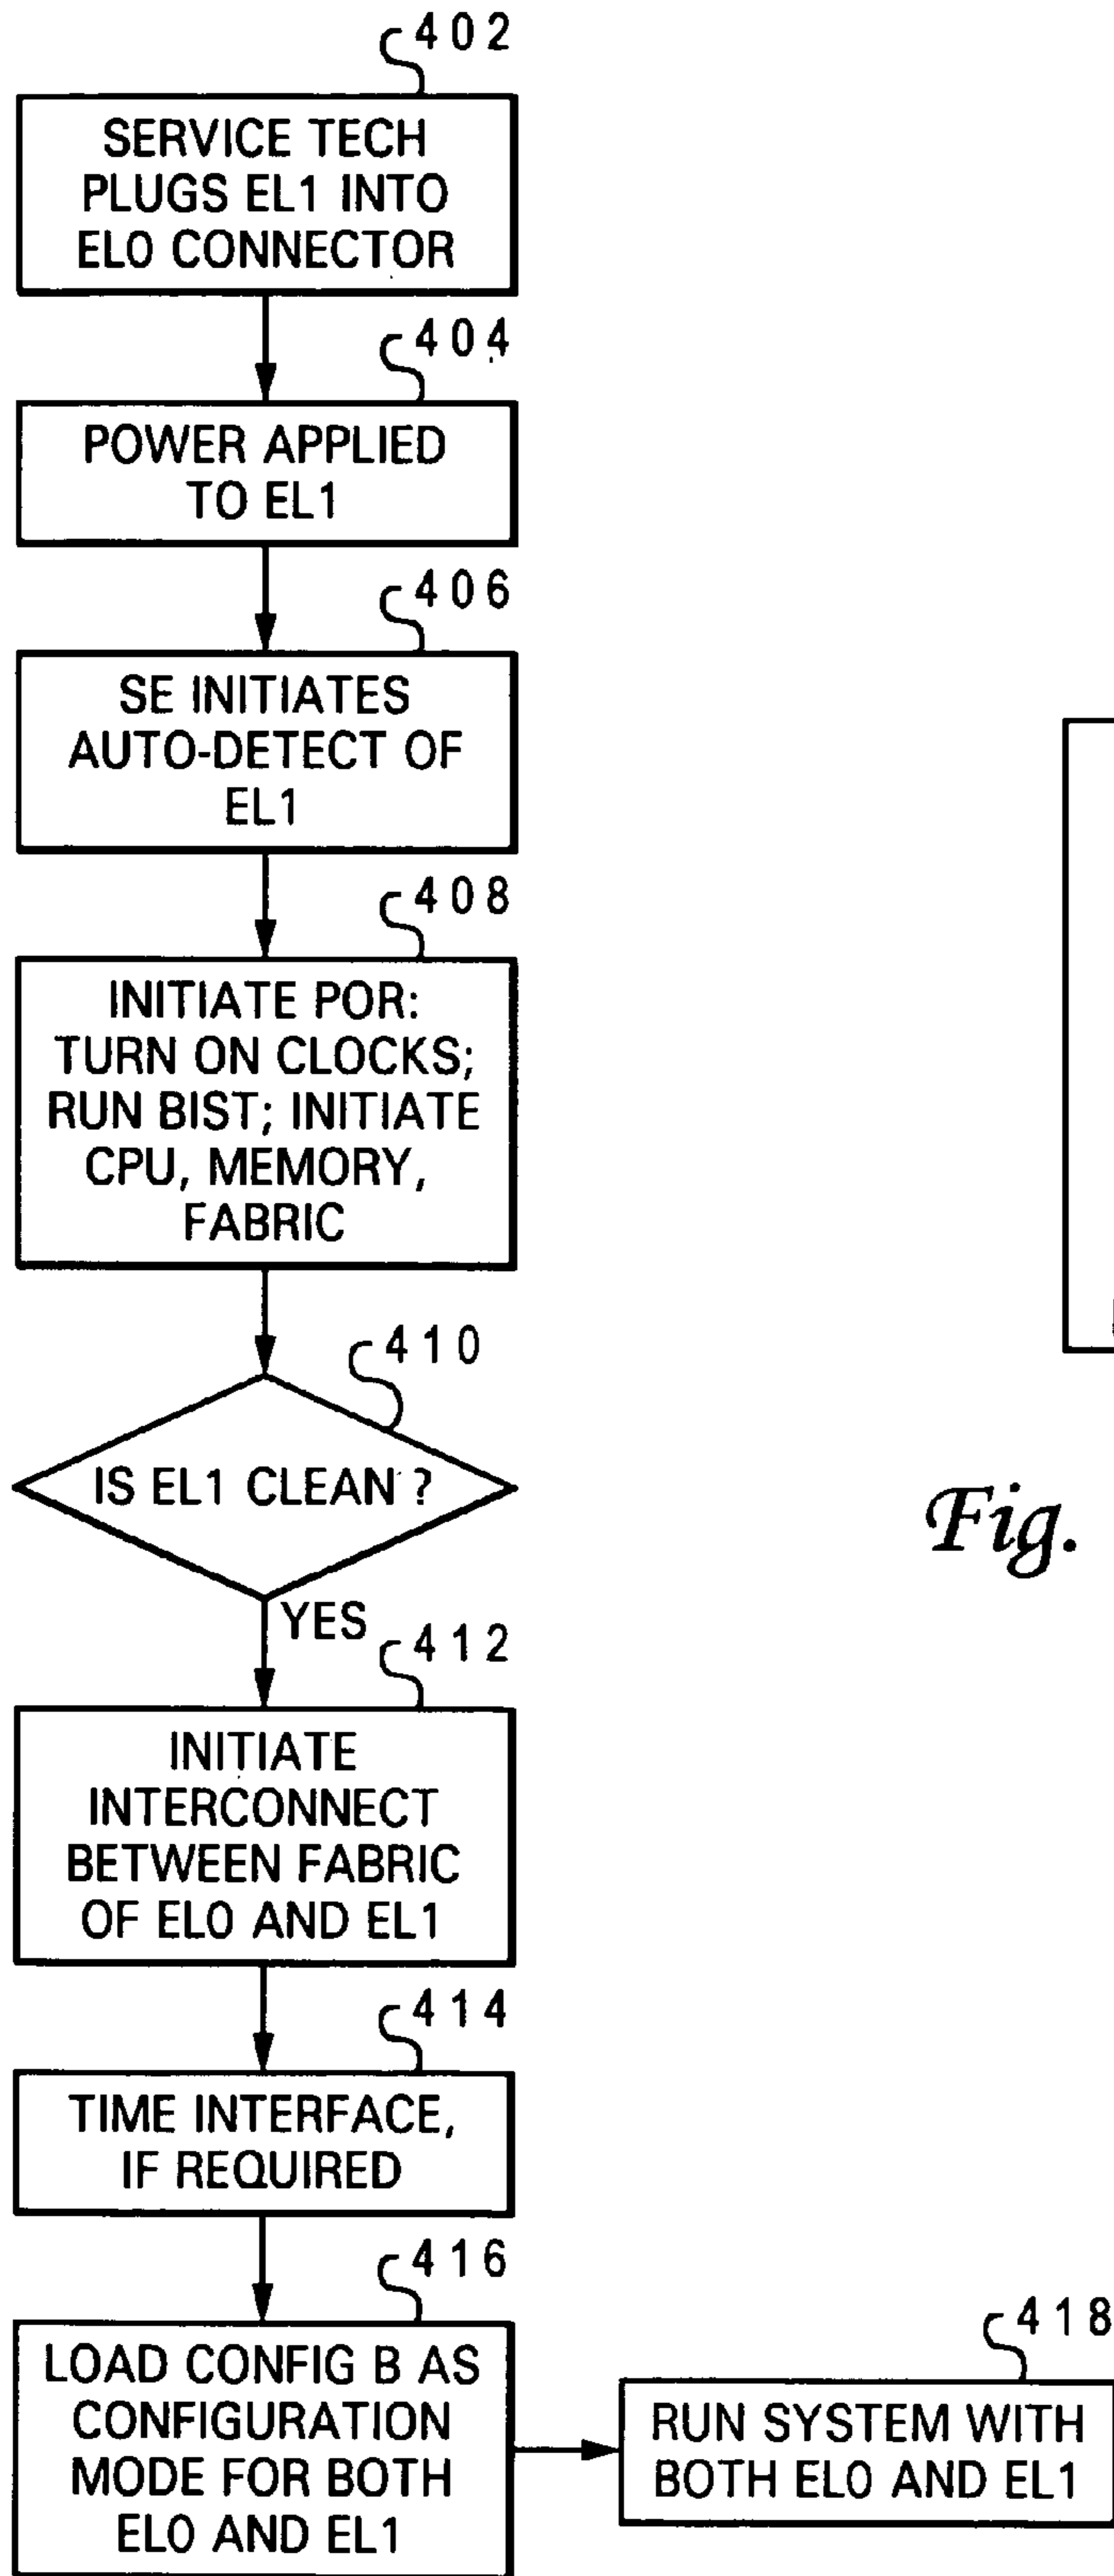 402
SERVICE TECH
PLUGS EL1 INTO
EL0 CONNECTOR
404
POWER APPLIED
TO EL1
406
SE INITIATES
AUTO-DETECT OF
EL1
408
INITIATE POR:
TURN ON CLOCKS;
RUN BIST; INITIATE
CPU, MEMORY,
FABRIC
410
IS EL1 CLEAN ?
YES
412
INITIATE
INTERCONNECT
BETWEEN FABRIC
OF EL0 AND EL1
414
TIME INTERFACE,
IF REQUIRED
416
LOAD CONFIG B AS
CONFIGURATION
MODE FOR BOTH
EL0 AND EL1
418
RUN SYSTEM WITH
BOTH EL0 AND EL1
Fig.